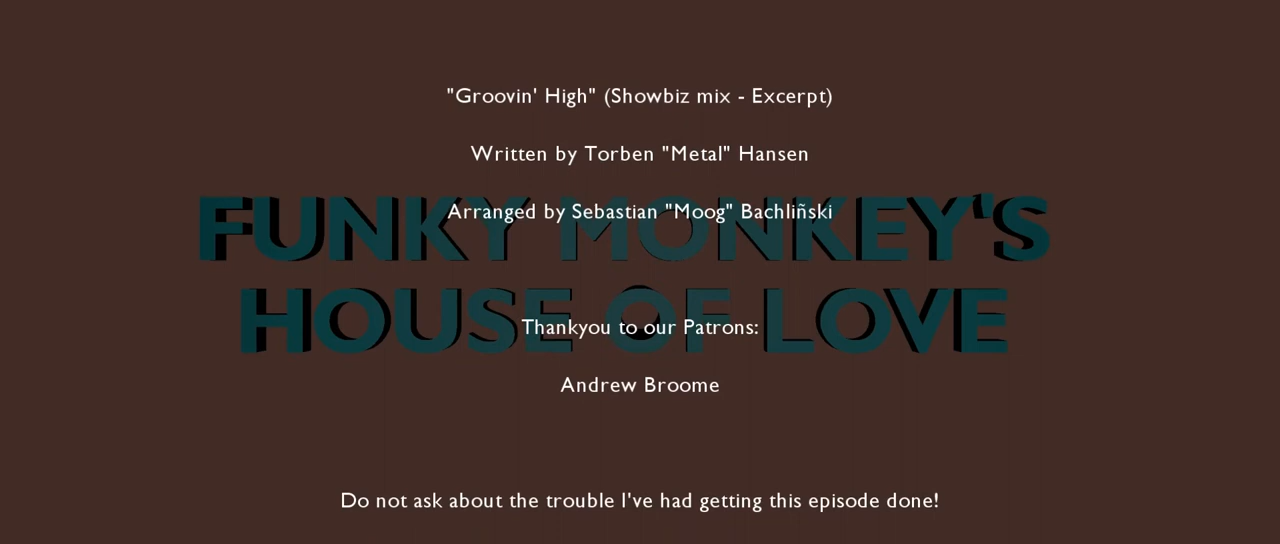 "Groovin' High" (Showbiz mix - Excerpt)
Written by Torben "Metal" Hansen
Arranged by Sebastian "Moog" Bachliñski
FUNKY MONKEY'S
HOUSE OF LOVE
Thankyou to our Patrons:
Andrew Broome
Do not ask about the trouble I've had getting this episode done!